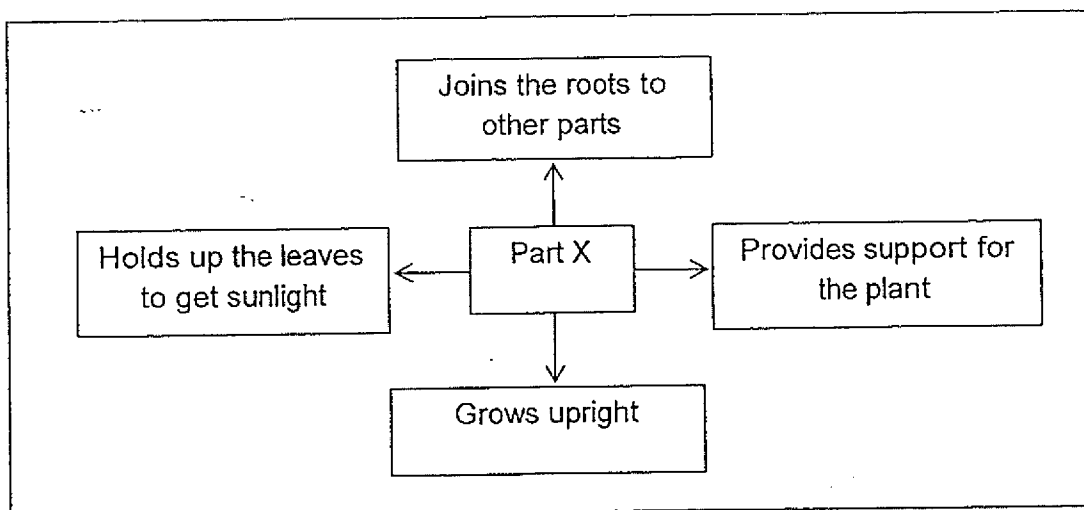 Joins the roots to
other parts
Holds up the leaves
to get sunlight
Part X
Provides support for
the plant
Grows upright